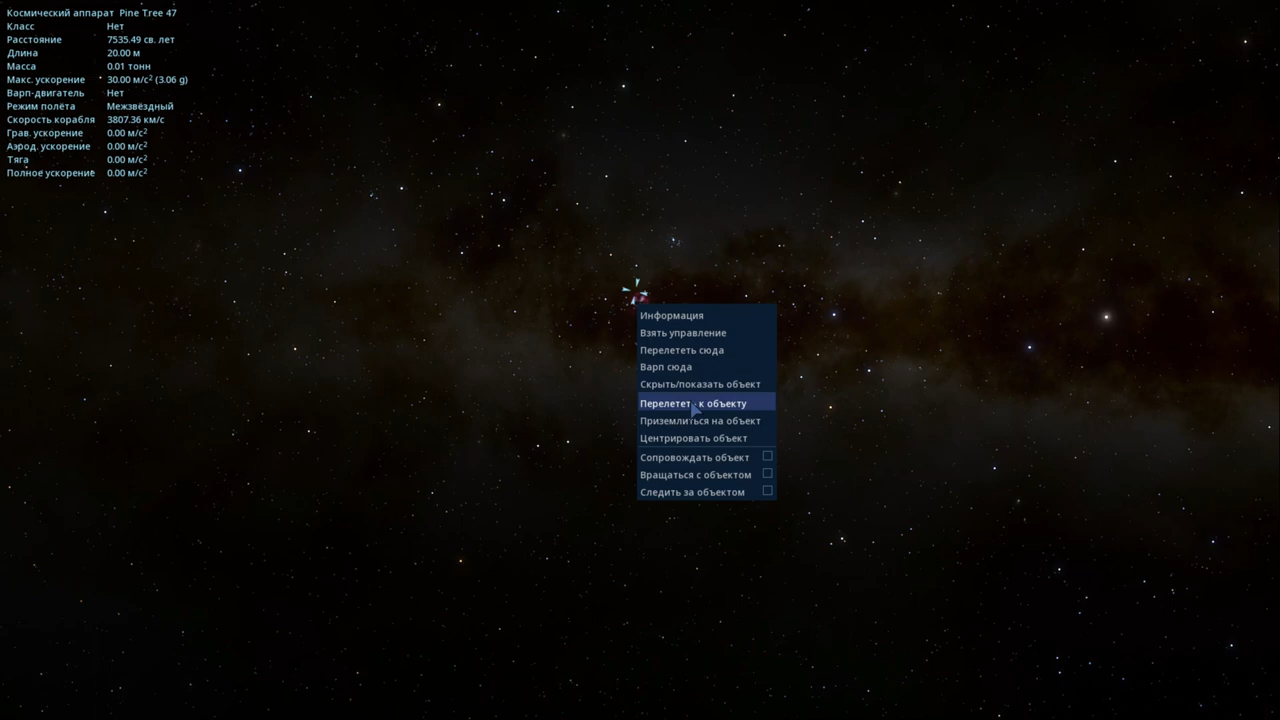 Космический аппарат Pine Tree 47
Класс Нет
Расстояние 7535.49 св. лет
Длина 20.00 м
Масса 0.01 тонн
Макс. ускорение 30.00 м/с² (3.06 g)
Варп-двигатель Нет
Режим полёта Межзвёздный
Скорость корабля 3807.36 км/с
Грав. ускорение 0.00 м/с²
Аэрод. ускорение 0.00 м/с²
Тяга 0.00 м/с²
Полное ускорение 0.00 м/с²
Информация
Взять управление
Перелететь сюда
Варп сюда
Скрыть/показать объект
Перелететь к объекту
Приземлиться на объект
Центрировать объект
Сопровождать объект
Вращаться с объектом
Следить за объектом